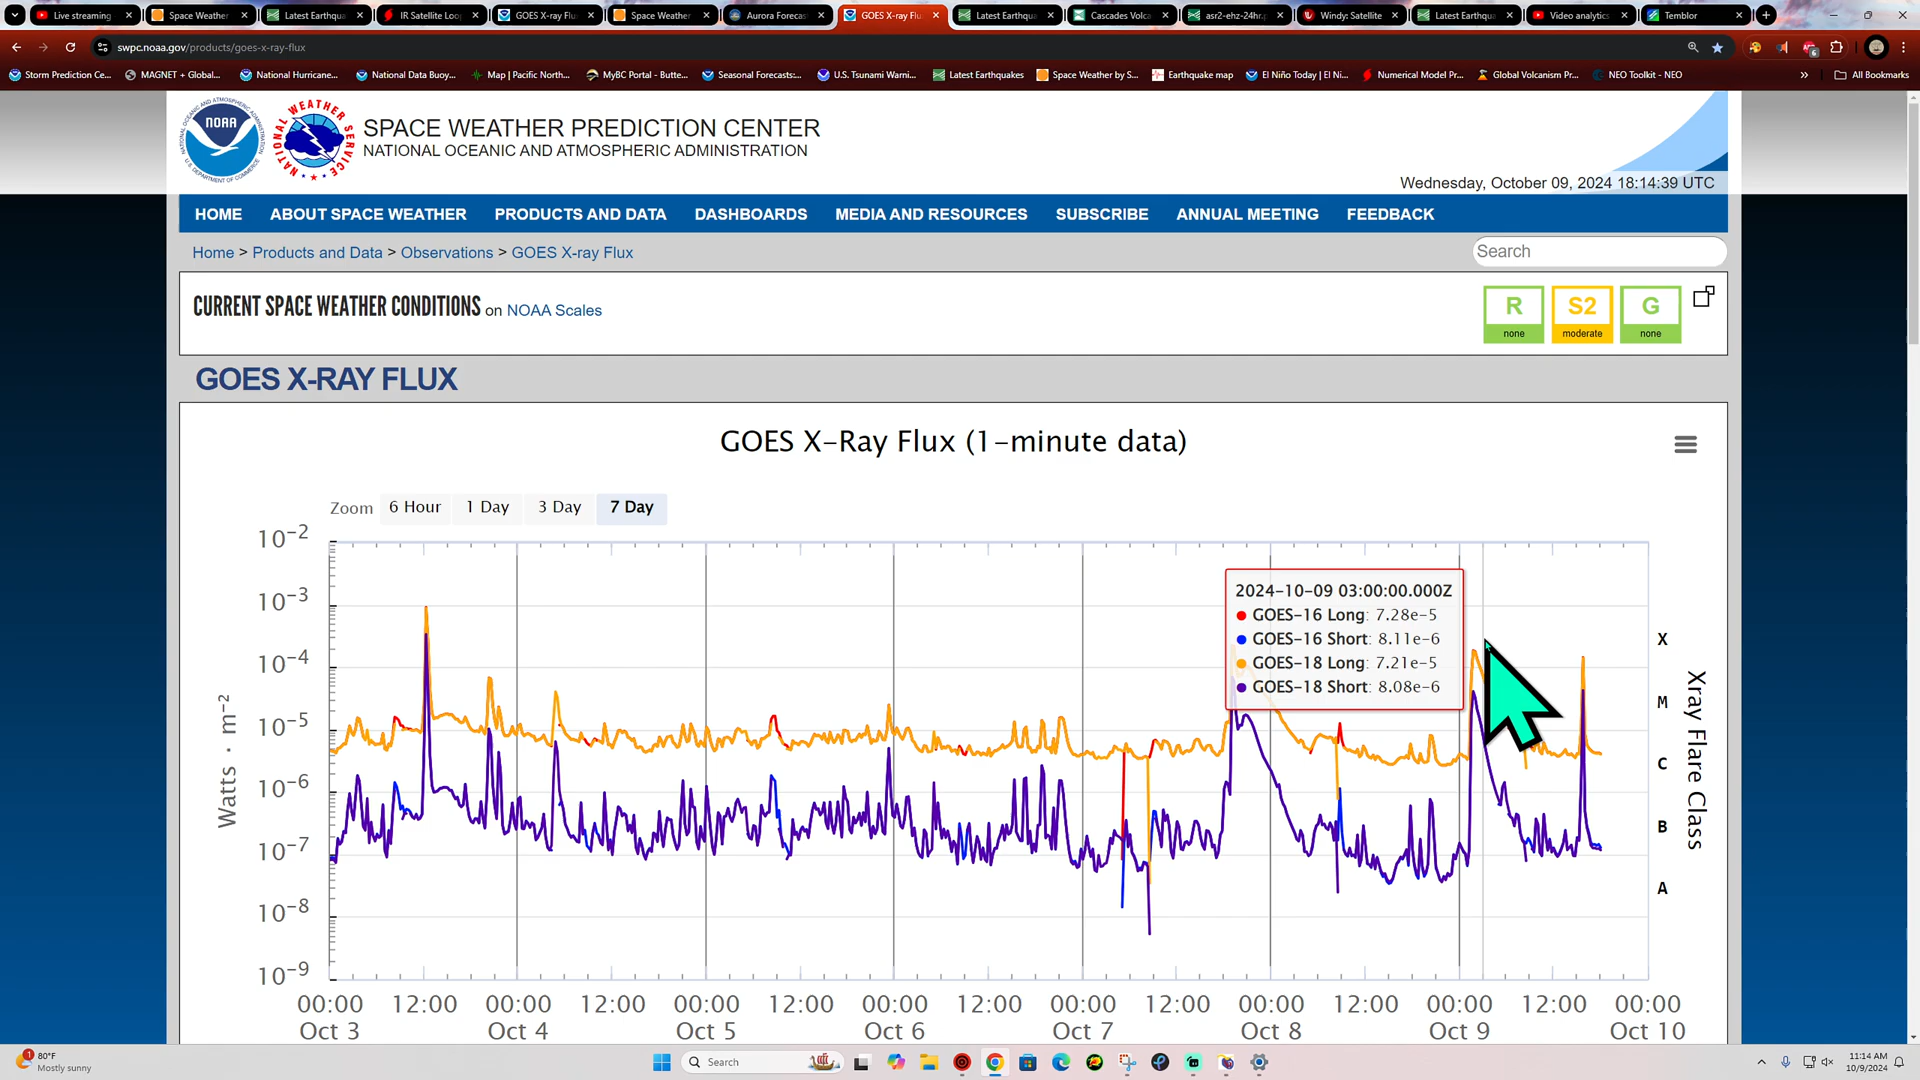 Live streaming
Space Weather
Latest Earthqua
IR Satellite Loo
GOES X-ray Flu
Space Weather
Aurora Forecas
GOES X-ray Flu
Latest Earthqua
Cascades Volca
asr2-ehz-24hr.p
Windy: Satellite
Latest Earthqua
Video analytics
Temblor
swpc.noaa.gov/products/goes-x-ray-flux
Storm Prediction Ce...
MAGNET + Global...
National Hurricane...
National Data Buoy...
Map | Pacific North...
MyBC Portal - Butte...
Seasonal Forecasts:...
U.S. Tsunami Warni...
Latest Earthquakes
Space Weather by S...
Earthquake map
El Niño Today | El Ni...
Numerical Model Pr...
Global Volcanism Pr...
NEO Toolkit - NEO
All Bookmarks
NOAA
SPACE WEATHER PREDICTION CENTER
NATIONAL OCEANIC AND ATMOSPHERIC ADMINISTRATION
Wednesday, October 09, 2024 18:14:39 UTC
HOME ABOUT SPACE WEATHER PRODUCTS AND DATA DASHBOARDS MEDIA AND RESOURCES SUBSCRIBE ANNUAL MEETING FEEDBACK
Home > Products and Data > Observations > GOES X-ray Flux
Search
CURRENT SPACE WEATHER CONDITIONS on NOAA Scales
R S2 G
none moderate none
GOES X-RAY FLUX
GOES X-Ray Flux (1-minute data)
Zoom 6 Hour 1 Day 3 Day 7 Day
10⁻²
10⁻³
10⁻⁴
10⁻⁵
10⁻⁶
10⁻⁷
10⁻⁸
10⁻⁹
Watts · m⁻²
2024-10-09 03:00:00.000Z
GOES-16 Long: 7.28e-5
GOES-16 Short: 8.11e-6
GOES-18 Long: 7.21e-5
GOES-18 Short: 8.08e-6
X
M
C
B
A
Xray Flare Class
00:00 12:00 00:00 12:00 00:00 12:00 00:00 12:00 00:00 12:00 00:00 12:00 00:00 12:00 00:00
Oct 3 Oct 4 Oct 5 Oct 6 Oct 7 Oct 8 Oct 9 Oct 10
80°F
Mostly sunny
Search
11:14 AM
10/9/2024